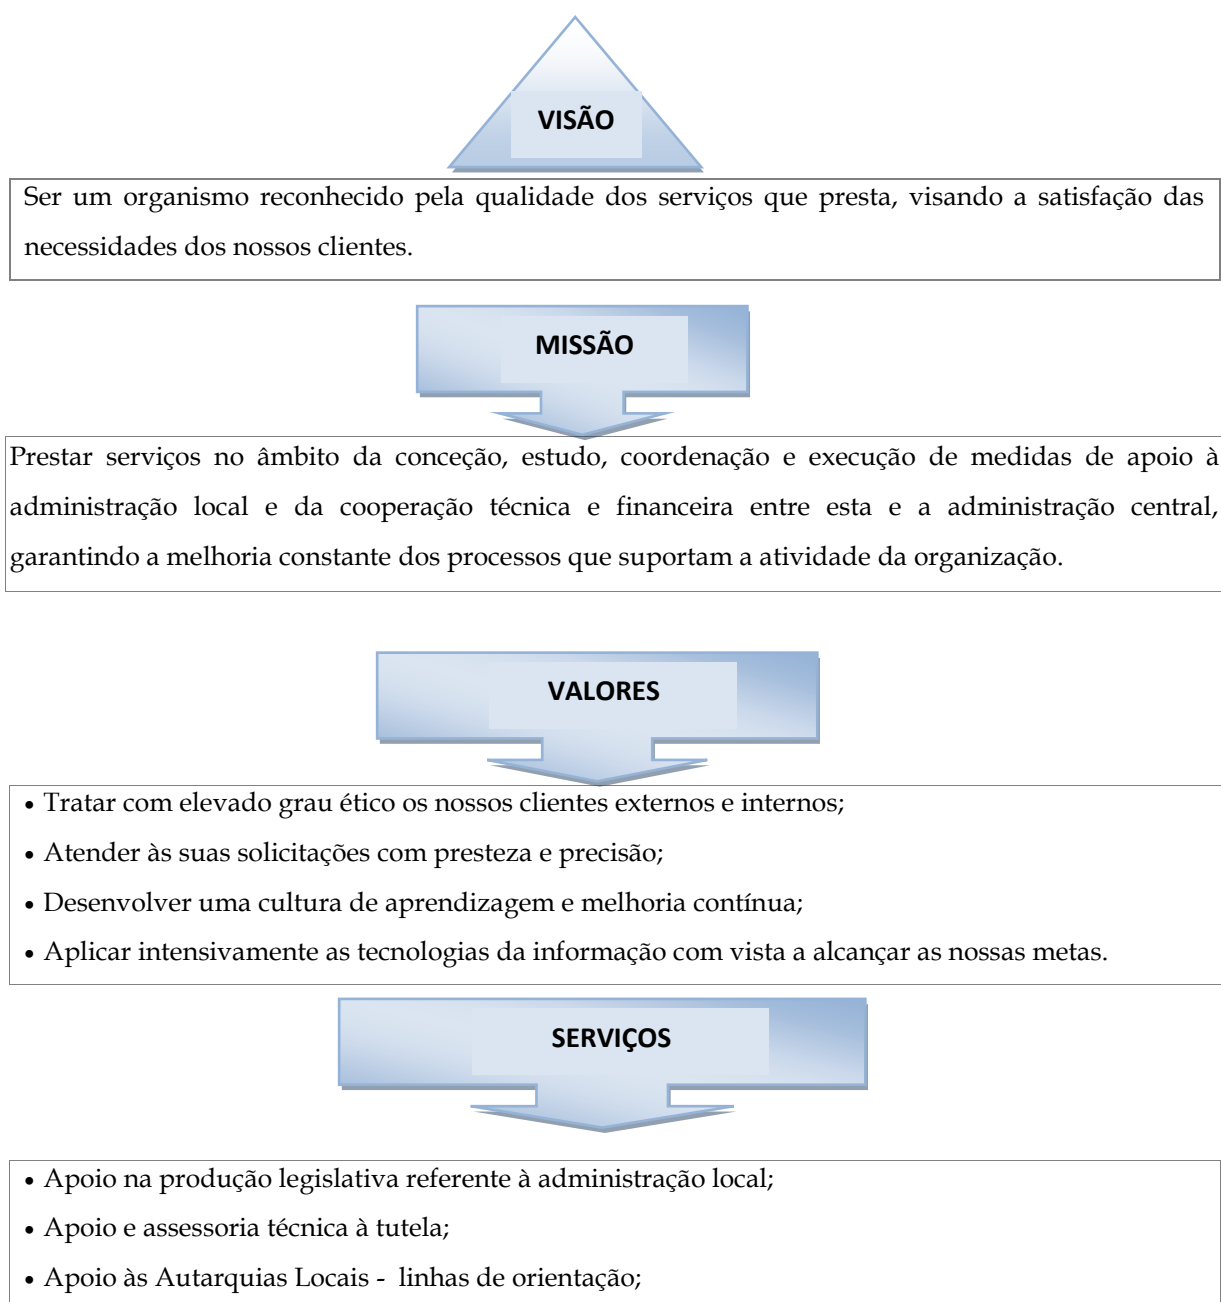 VISÃO
Ser um organismo reconhecido pela qualidade dos serviços que presta, visando a satisfação das
necessidades dos nossos clientes.
MISSÃO
Prestar serviços no âmbito da conceção, estudo, coordenação e execução de medidas de apoio à
administração local e da cooperação técnica e financeira entre esta e a administração central,
garantindo a melhoria constante dos processos que suportam a atividade da organização.
VALORES
• Tratar com elevado grau ético os nossos clientes externos e internos;
• Atender às suas solicitações com presteza e precisão;
• Desenvolver uma cultura de aprendizagem e melhoria contínua;
• Aplicar intensivamente as tecnologias da informação com vista a alcançar as nossas metas.
SERVIÇOS
• Apoio na produção legislativa referente à administração local;
• Apoio e assessoria técnica à tutela;
• Apoio às Autarquias Locais - linhas de orientação;